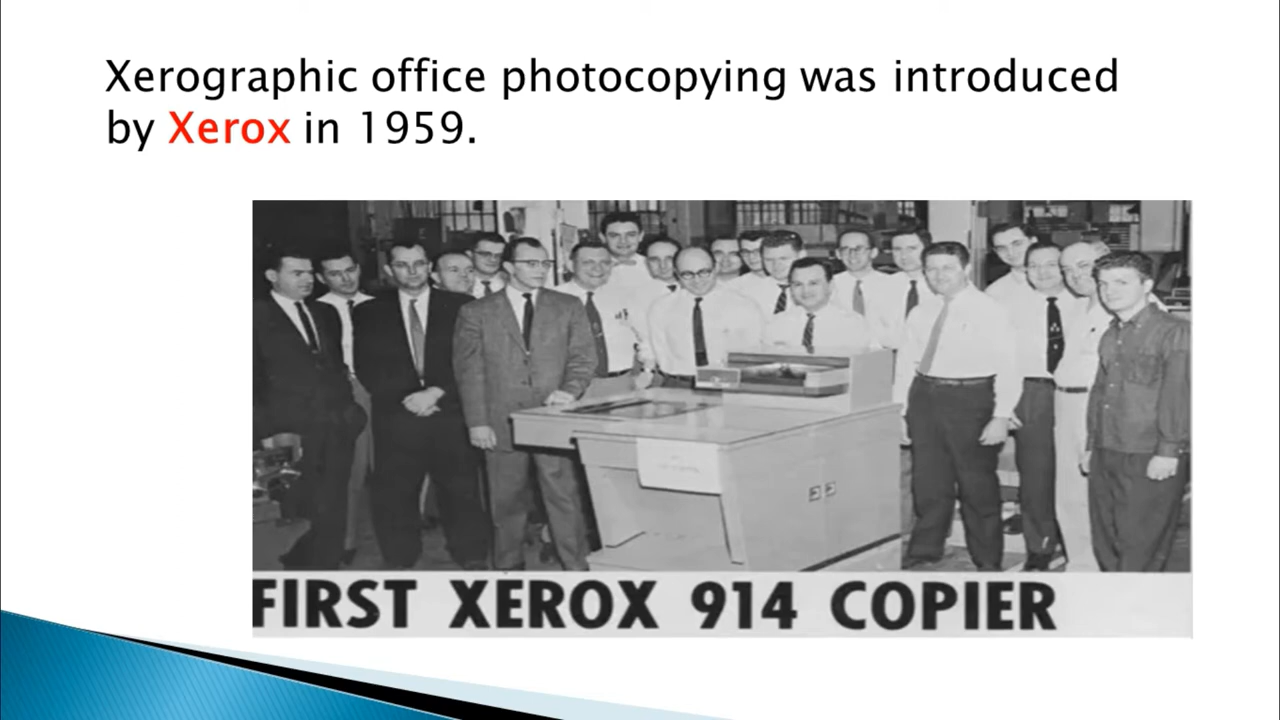 Xerographic office photocopying was introduced
by Xerox in 1959.
FIRST XEROX 914 COPIER